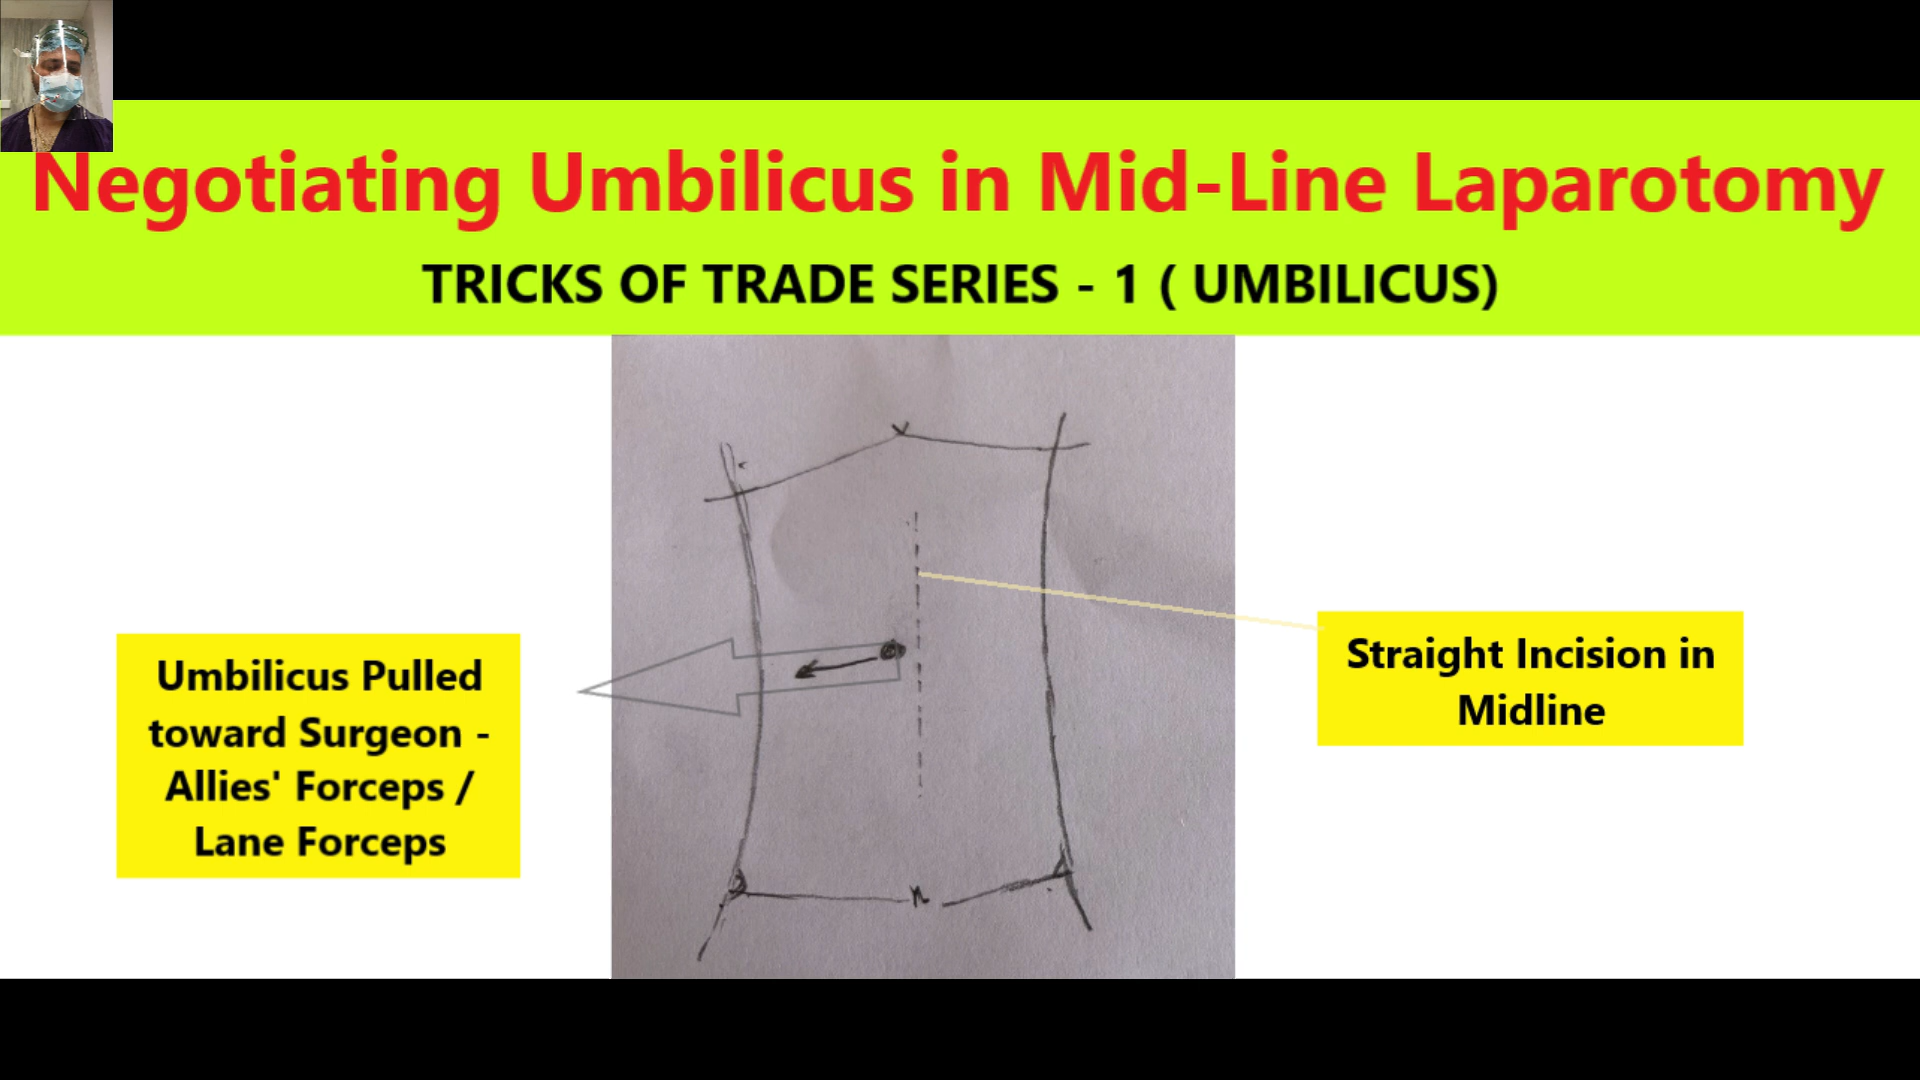 Negotiating Umbilicus in Mid-Line Laparotomy
TRICKS OF TRADE SERIES - 1 ( UMBILICUS)
Umbilicus Pulled
toward Surgeon -
Allies' Forceps /
Lane Forceps
Straight Incision in
Midline